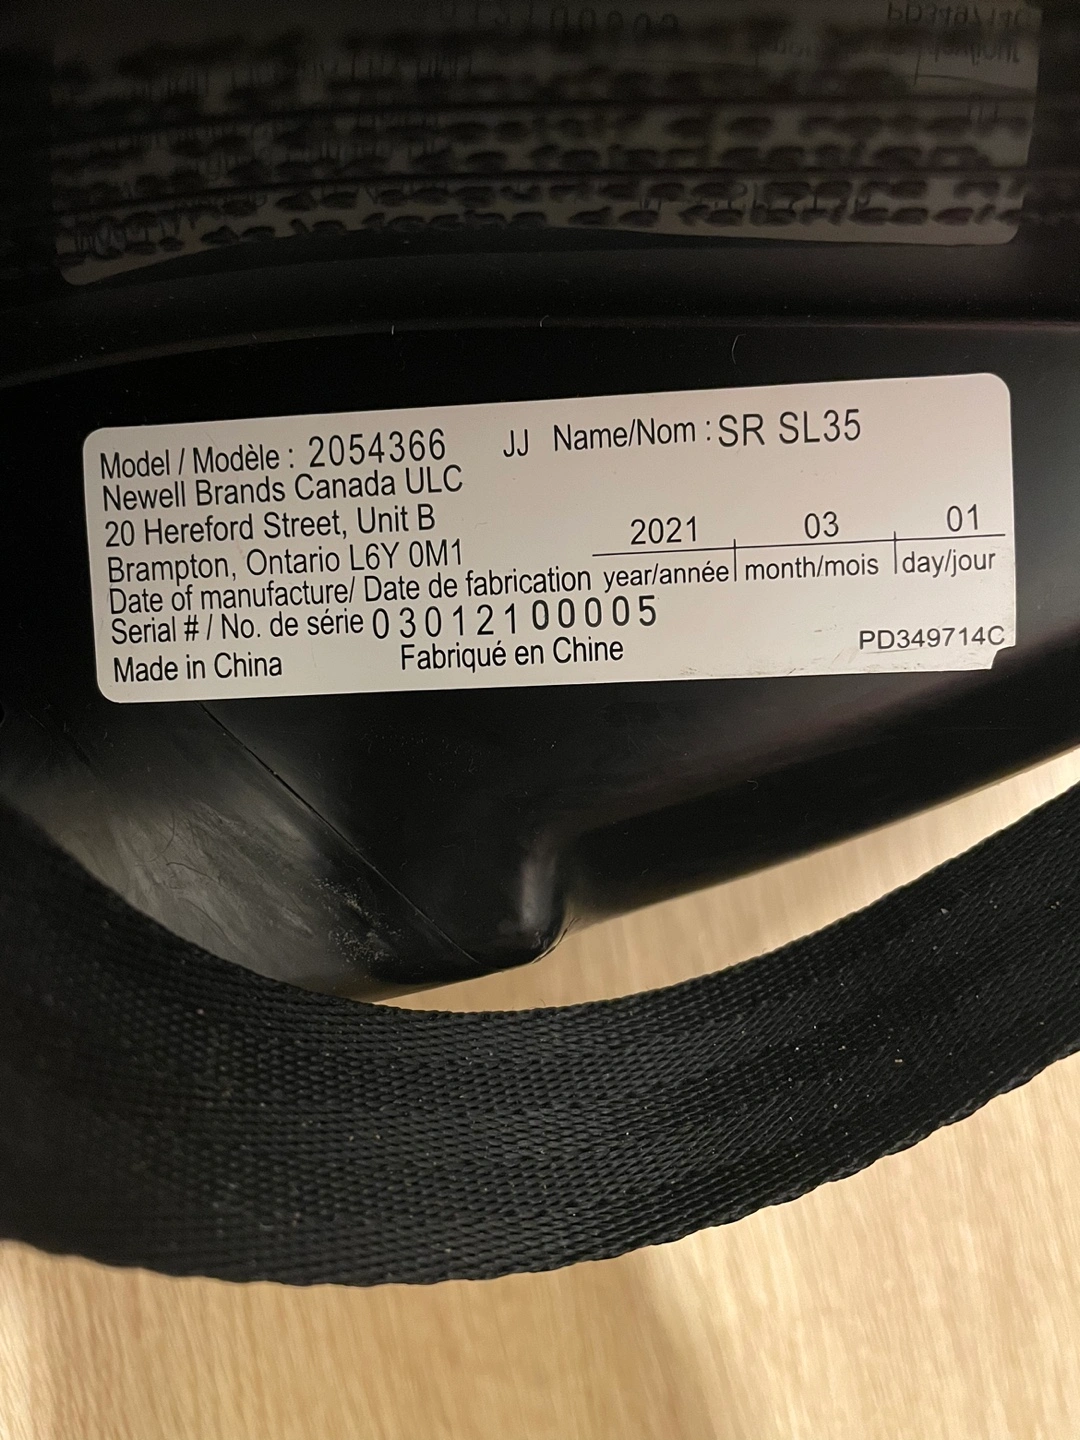 Model / Modèle : 2054366 JJ Name/Nom : SR SL35
Newell Brands Canada ULC
20 Hereford Street, Unit B
Brampton, Ontario L6Y 0M1
2021 03 01
Date of manufacture/ Date de fabrication year/année month/mois day/jour
Serial # / No. de série 03012100005
Made in China Fabriqué en Chine PD349714C